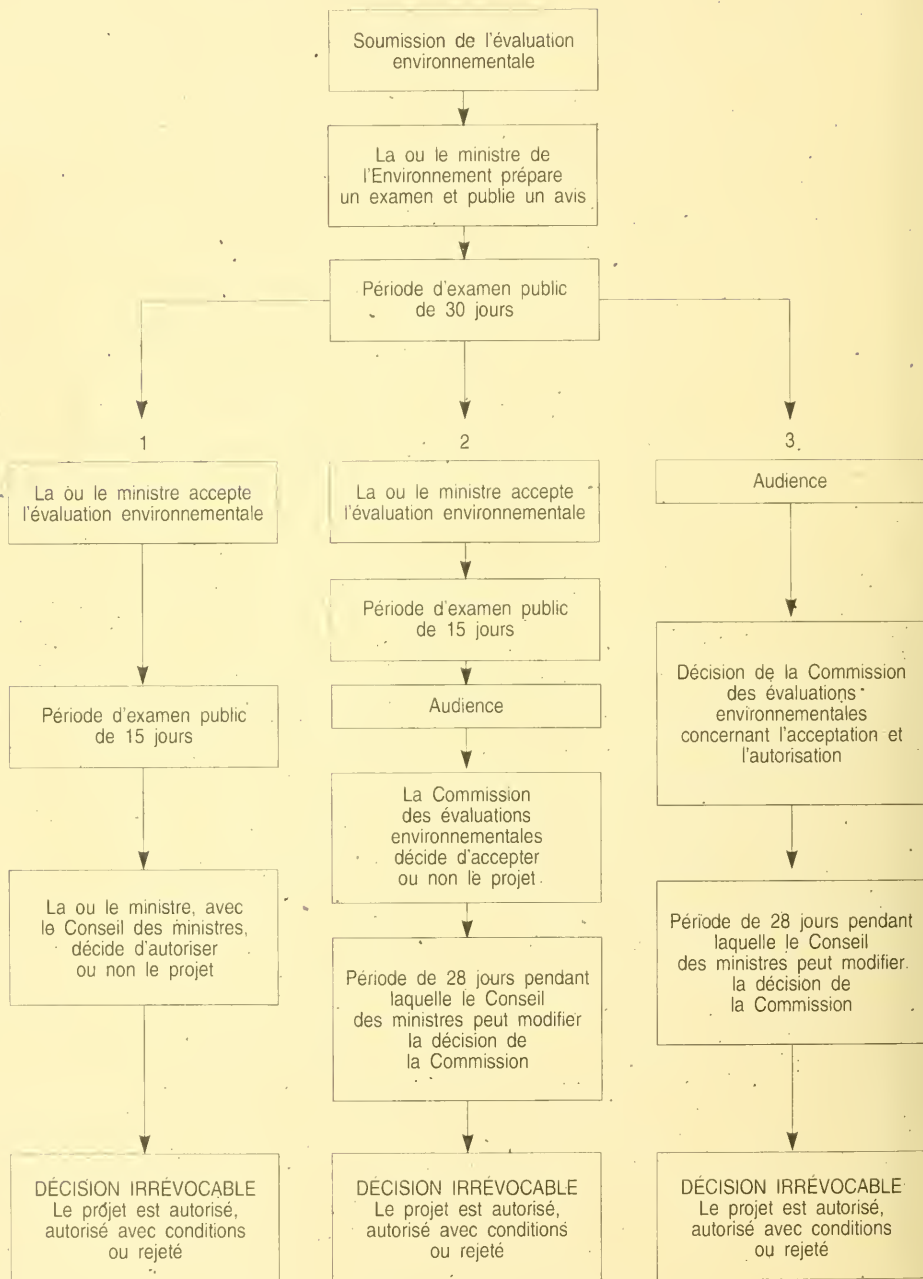 Soumission de l'évaluation
environnementale
La ou le ministre de
l'Environnement prépare
un examen et publie un avis
Période d'examen public
de 30 jours
1
La ou le ministre accepte
l'évaluation environnementale
Période d'examen public
de 15 jours
La ou le ministre, avec
le Conseil des ministres,
décide d'autoriser
ou non le projet
DÉCISION IRRÉVOCABLE
Le projet est autorisé,
autorisé avec conditions
ou rejeté
2
La ou le ministre accepte
l'évaluation environnementale
Période d'examen public
de 15 jours
Audience
La Commission
des évaluations
environnementales
décide d'accepter
ou non le projet
Période de 28 jours pendant
laquelle le Conseil
des ministres peut modifier
la décision de
la Commission
DÉCISION IRRÉVOCABLE
Le projet est autorisé,
autorisé avec conditions
ou rejeté
3
Audience
Décision de la Commission
des évaluations
environnementales
concernant l'acceptation et
l'autorisation
Période de 28 jours pendant
laquelle le Conseil
des ministres peut modifier
la décision de
la Commission
DÉCISION IRRÉVOCABLE
Le projet est autorisé,
autorisé avec conditions
ou rejeté